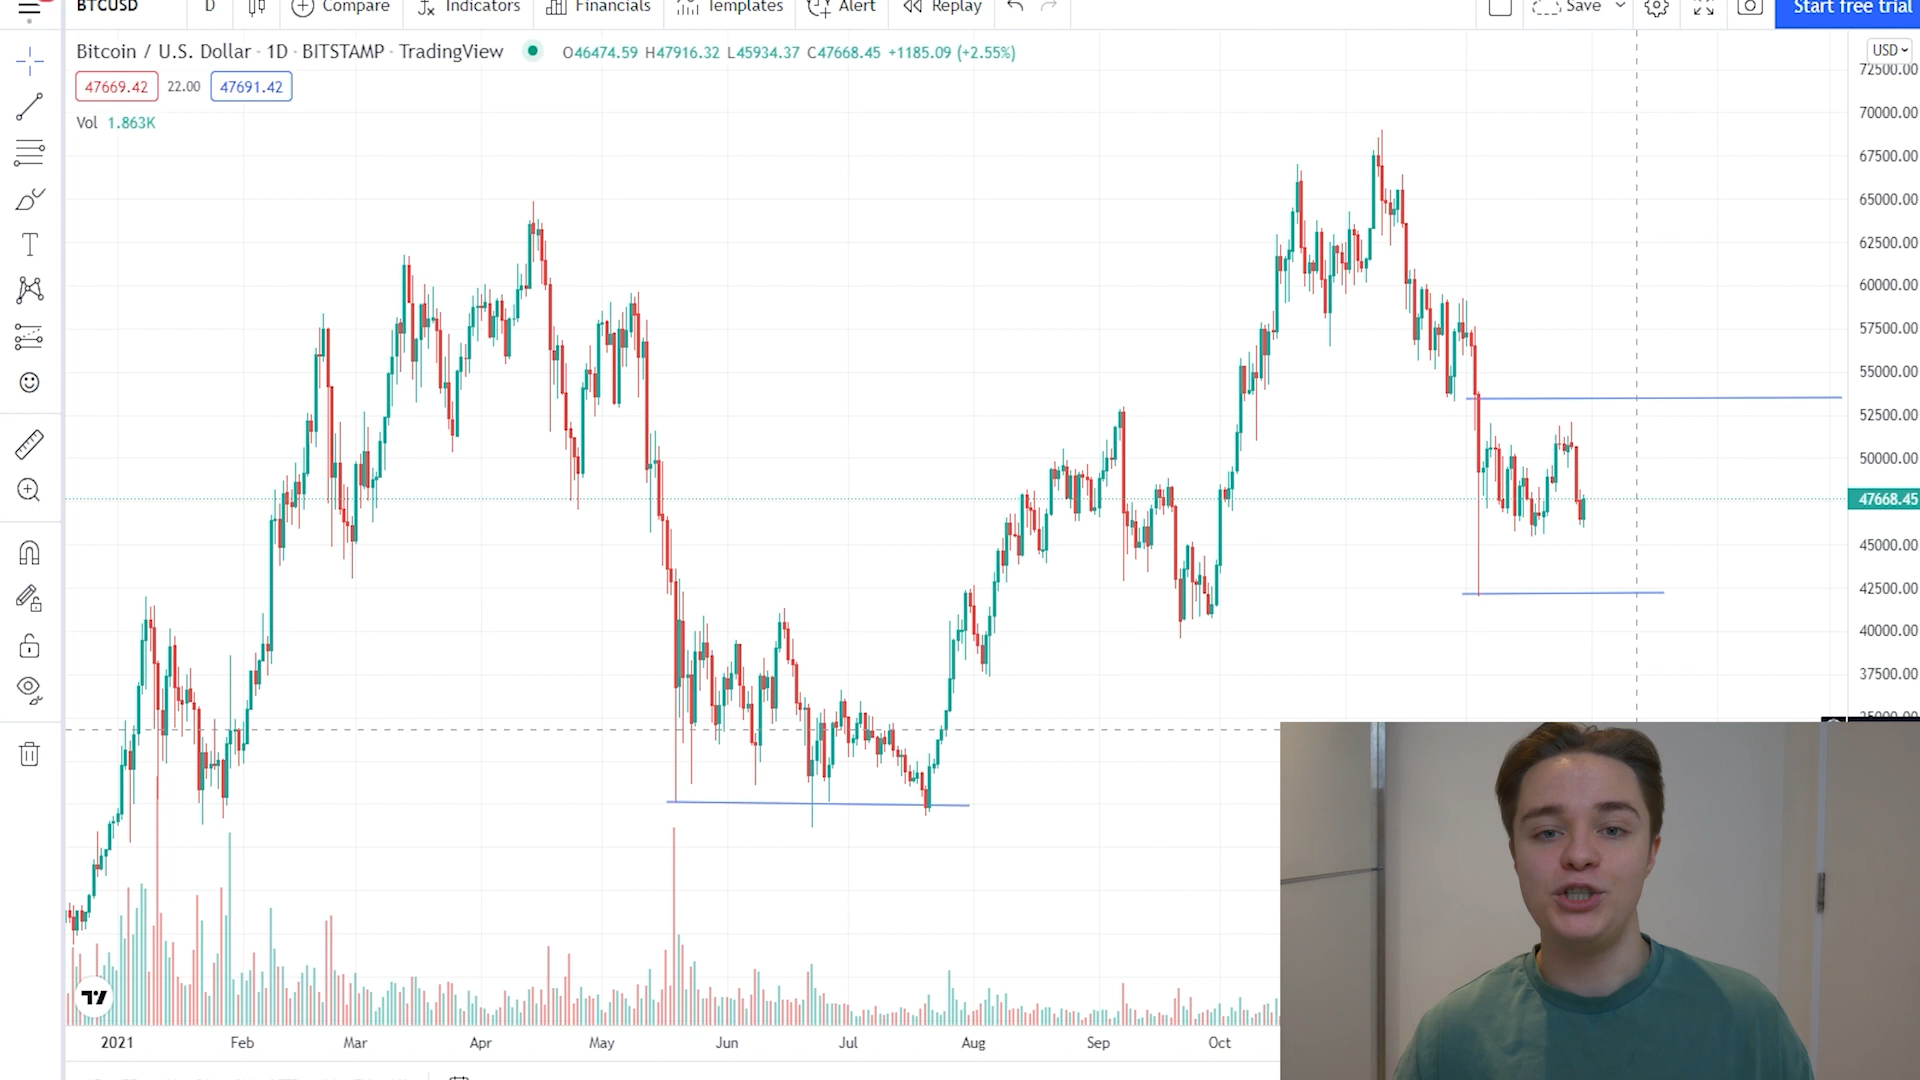 BTCUSD D Compare Indicators Financials Templates Alert Replay Save Start free trial
Bitcoin / U.S. Dollar · 1D · BITSTAMP · TradingView O46474.59 H47916.32 L45934.37 C47668.45 +1185.09 (+2.55%)
USD
47669.42 22.00 47691.42
Vol 1.863K
72500.00
70000.00
67500.00
65000.00
62500.00
60000.00
57500.00
55000.00
52500.00
50000.00
47668.45
45000.00
42500.00
40000.00
37500.00
35000.00
2021 Feb Mar Apr May Jun Jul Aug Sep Oct